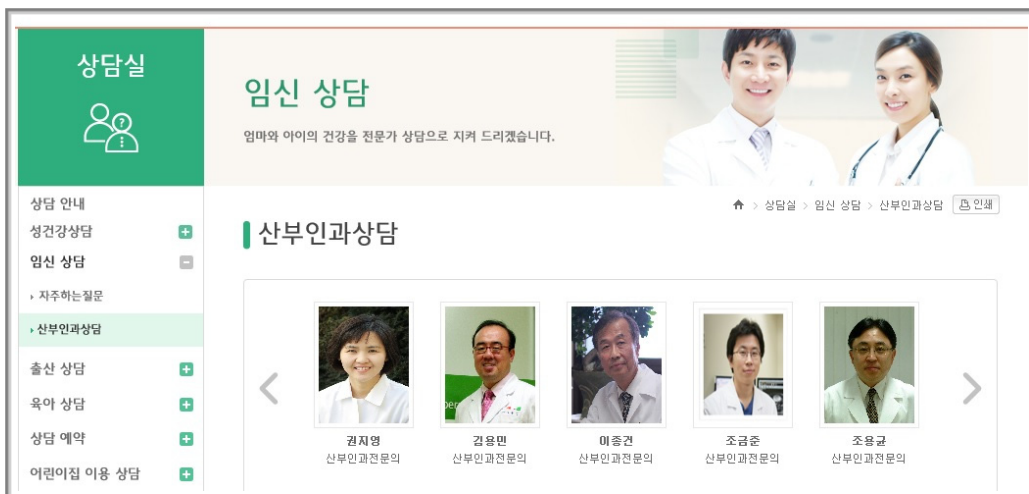 상담실
임신 상담
엄마와 아이의 건강을 전문가 상담으로 지켜 드리겠습니다.
> 상담실 > 임신 상담 > 산부인과상담 인쇄
상담 안내
성건강상담
임신 상담
자주하는질문
산부인과상담
출산 상담
육아 상담
상담 예약
어린이집 이용 상담
산부인과상담
권지영 김용민 이종건 조금준 조용균
산부인과전문의 산부인과전문의 산부인과전문의 산부인과전문의 산부인과전문의